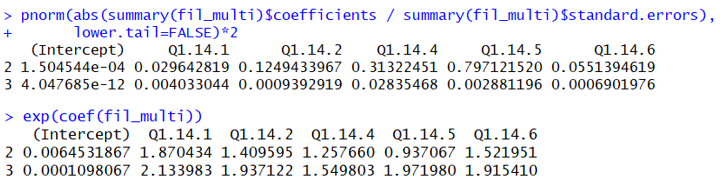 > pnorm(abs(summary(fil_multi)$coefficients / summary(fil_multi)$standard.errors),
+ lower.tail=FALSE)*2
(Intercept) Q1.14.1 Q1.14.2 Q1.14.4 Q1.14.5 Q1.14.6
2 1.504544e-04 0.029642819 0.1249433967 0.31322451 0.797121520 0.0551394619
3 4.047685e-12 0.004033044 0.0009392919 0.02835468 0.002881196 0.0006901976
> exp(coef(fil_multi))
(Intercept) Q1.14.1 Q1.14.2 Q1.14.4 Q1.14.5 Q1.14.6
2 0.0064531867 1.870434 1.409595 1.257660 0.937067 1.521951
3 0.0001098067 2.133983 1.937122 1.549803 1.971980 1.915410